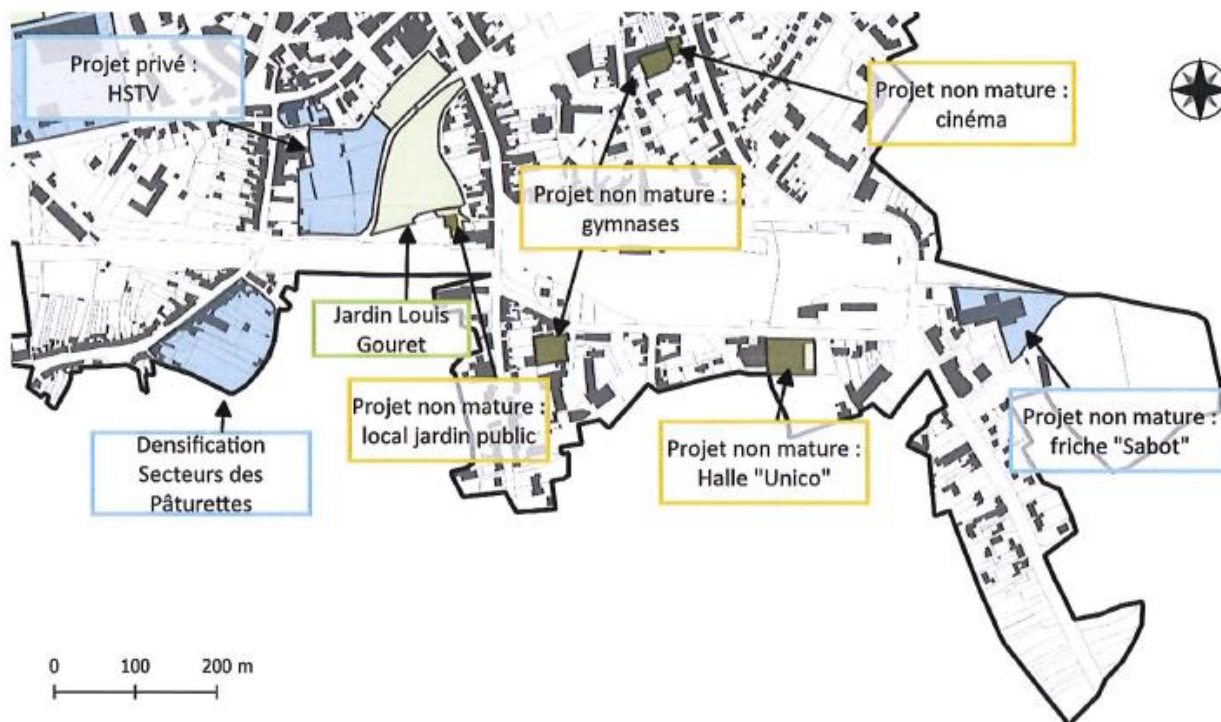 Projet privé :
HSTV
Projet non mature :
cinéma
Projet non mature :
gymnases
Jardin Louis
Gouret
Projet non mature :
local jardin public
Densification
Secteurs des
Pâturettes
Projet non mature :
Halle "Unico"
Projet non mature :
friche "Sabot"
0 100 200 m